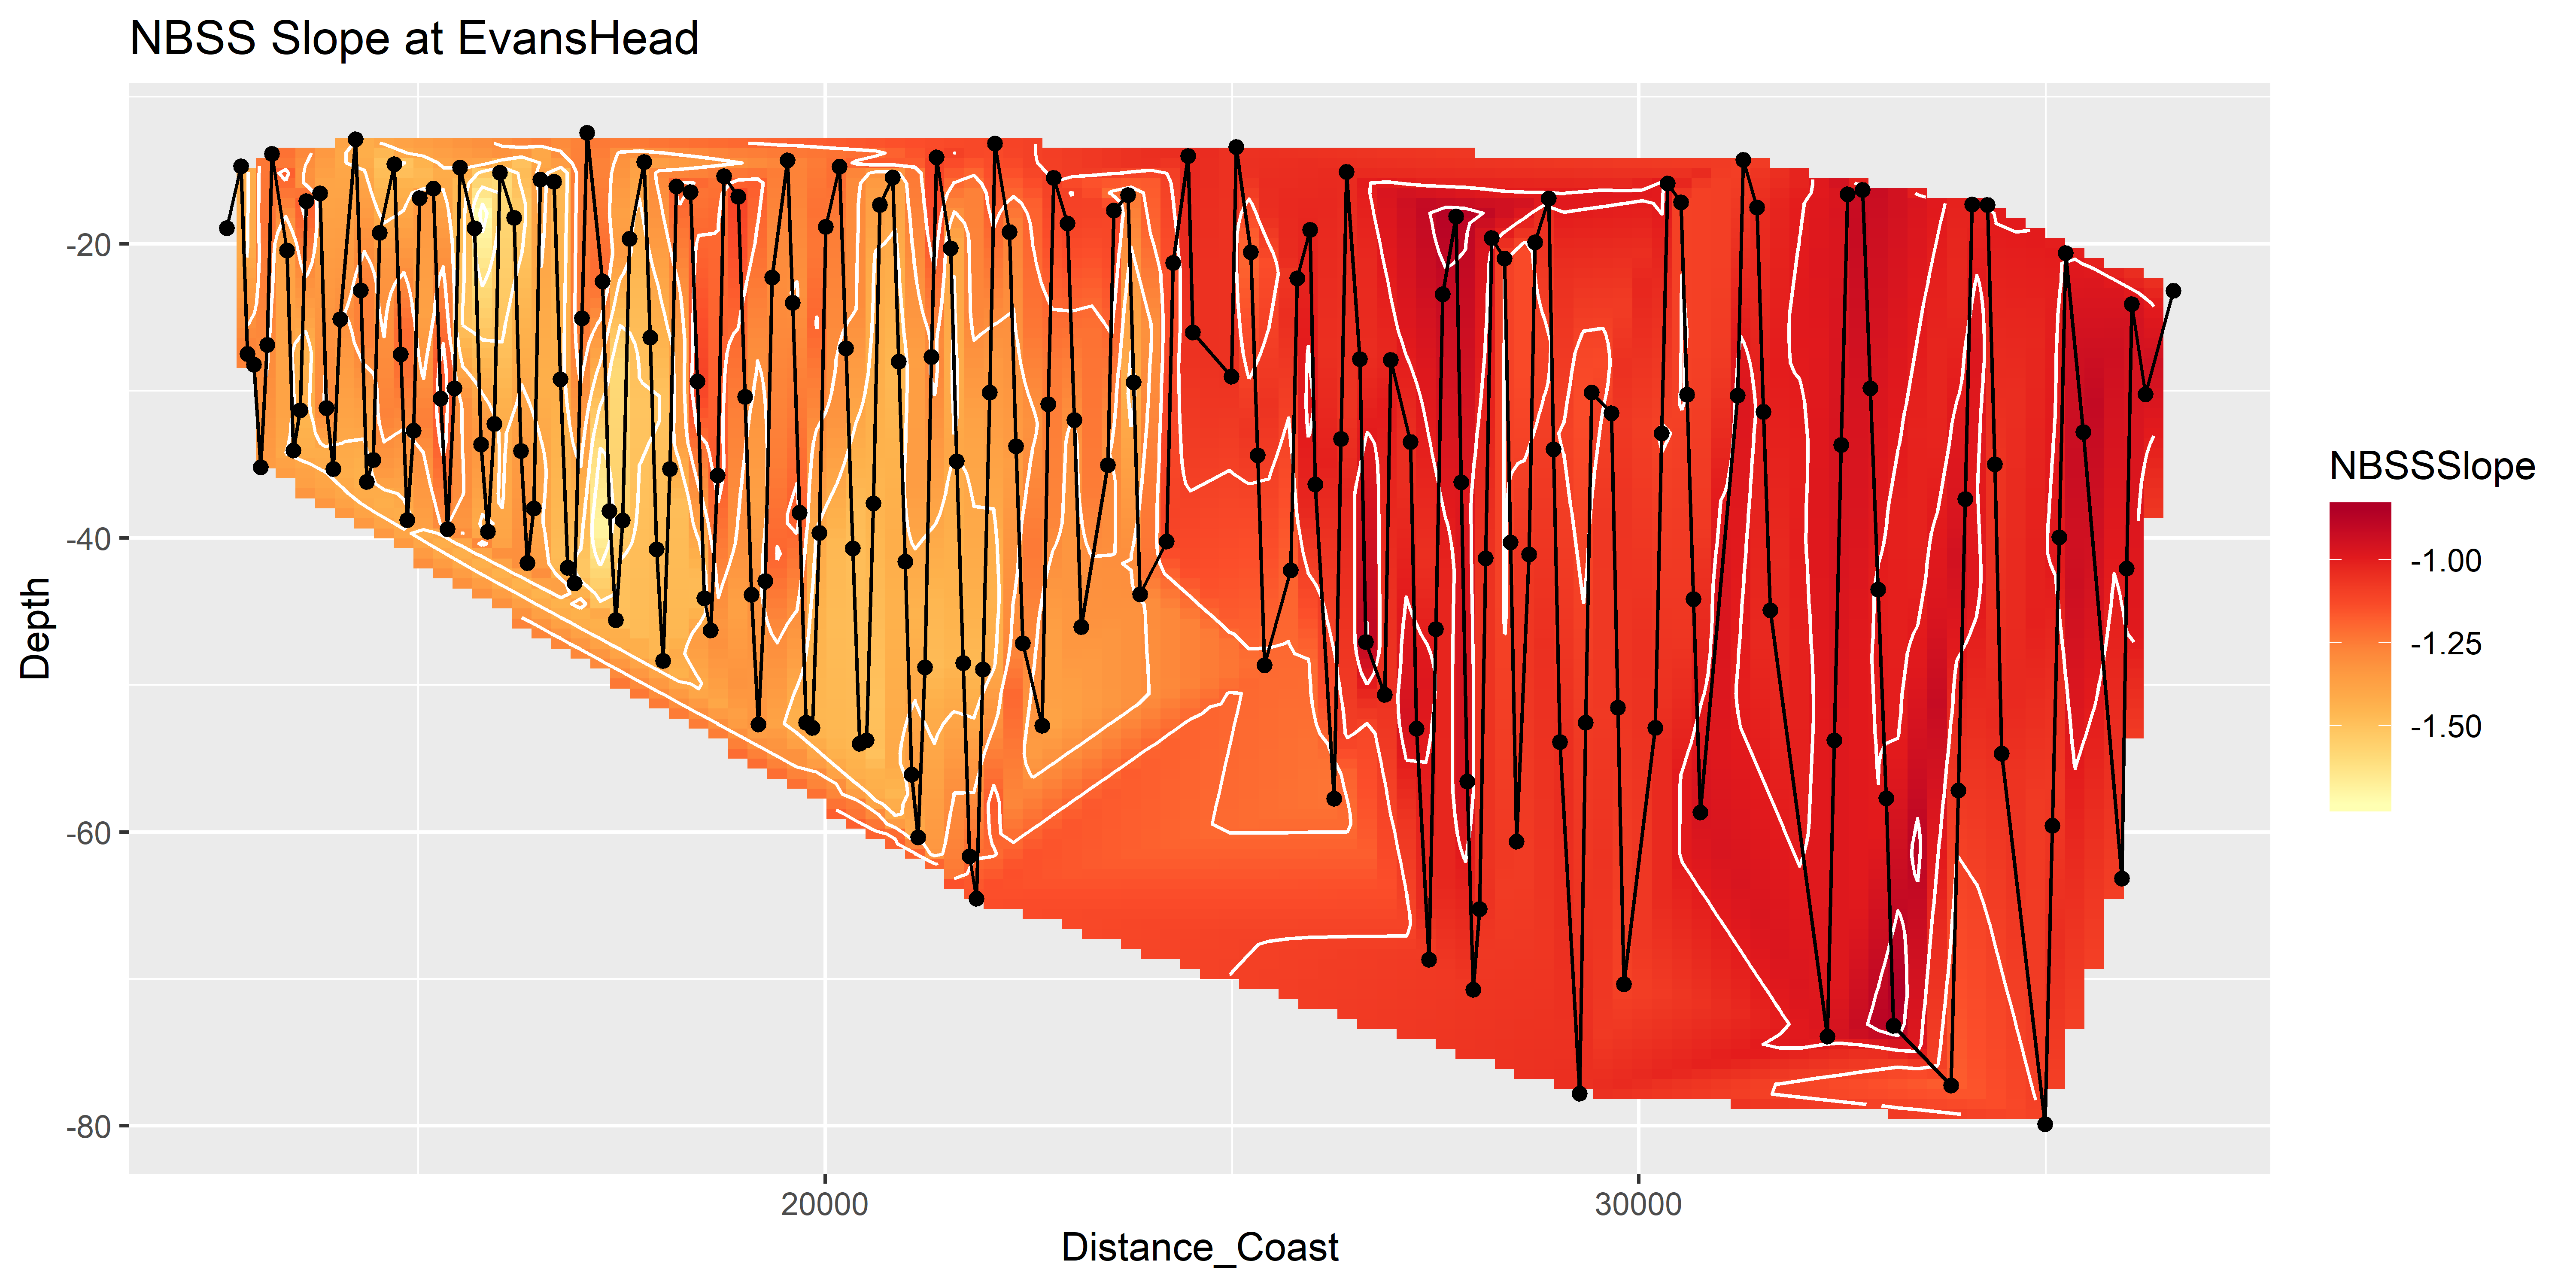 NBSS Slope at EvansHead
-20
-40
-60
-80
Depth
20000
30000
Distance_Coast
NBSSSlope
-1.00
-1.25
-1.50